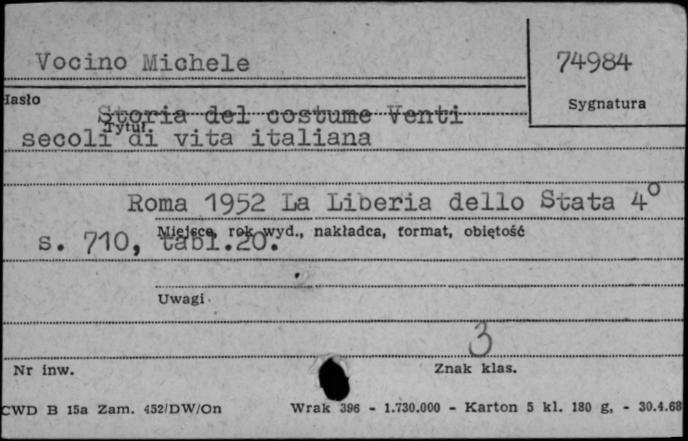 Vocino Michele
74984
Hasło
Sygnatura
Storia del costume Venti
Tytuł
secoli di vita italiana
Roma 1952 La Liberia dello Stata 4°
Miejsce, rok wyd., nakładca, format, objętość
s. 710, tabl.20.
Uwagi
3
Nr inw.
Znak klas.
CWD B 15a Zam. 452/DW/On
Wrak 396 - 1.730.000 - Karton 5 kl. 180 g, - 30.4.68